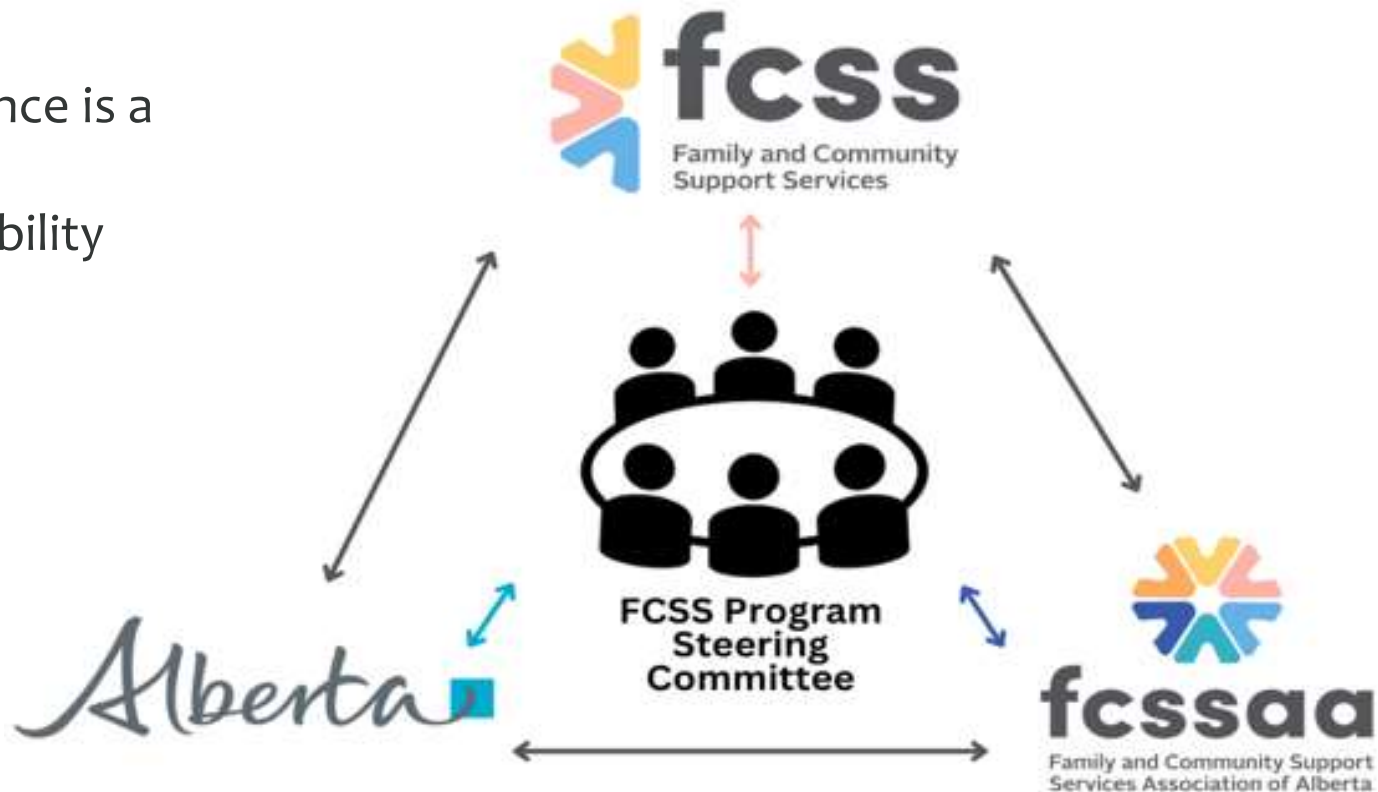 nce is a
bility
fcss
Family and Community
Support Services
FCSS Program
Steering
Committee
Alberta
fcssaa
Family and Community Support
Services Association of Alberta